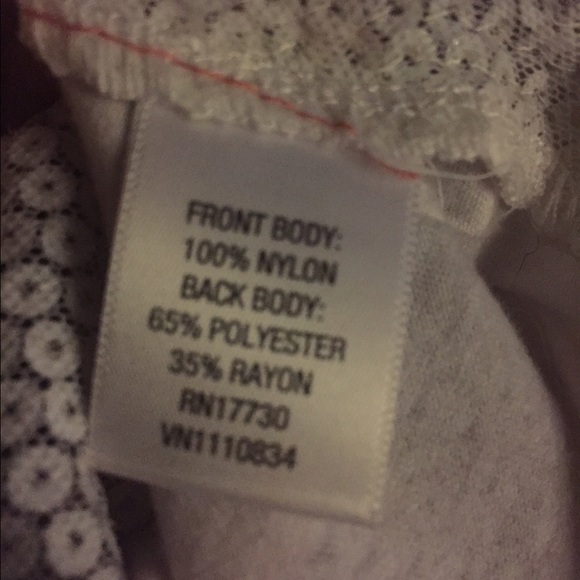 FRONT BODY:
100% NYLON
BACK BODY:
65% POLYESTER
35% RAYON
RN17730
VN1110834